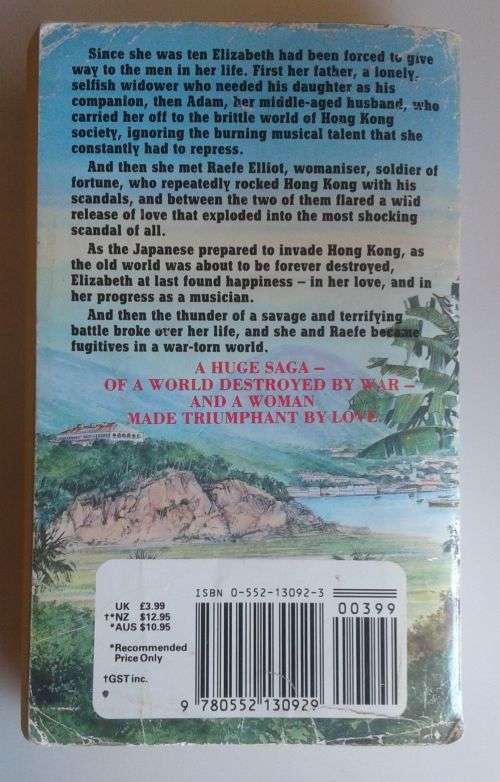 Since she was ten Elizabeth had been forced to give
way to the men in her life. First her father, a lonely,
selfish widower who needed his daughter as his
companion, then Adam, her middle-aged husband, who
carried her off to the brittle world of Hong Kong
society, ignoring the burning musical talent that she
constantly had to repress.
And then she met Raefe Elliot, womaniser, soldier of
fortune, who repeatedly rocked Hong Kong with his
scandals, and between the two of them flared a wild
release of love that exploded into the most shocking
scandal of all.
As the Japanese prepared to invade Hong Kong, as
the old world was about to be forever destroyed,
Elizabeth at last found happiness – in her love, and in
her progress as a musician.
And then the thunder of a savage and terrifying
battle broke over her life, and she and Raefe became
fugitives in a war-torn world.
A HUGE SAGA –
OF A WORLD DESTROYED BY WAR –
AND A WOMAN
MADE TRIUMPHANT BY LOVE
ISBN 0-552-13092-3
00399
UK £3.99
†*NZ $12.95
*AUS $10.95
*Recommended
Price Only
†GST inc.
9 780552 130929